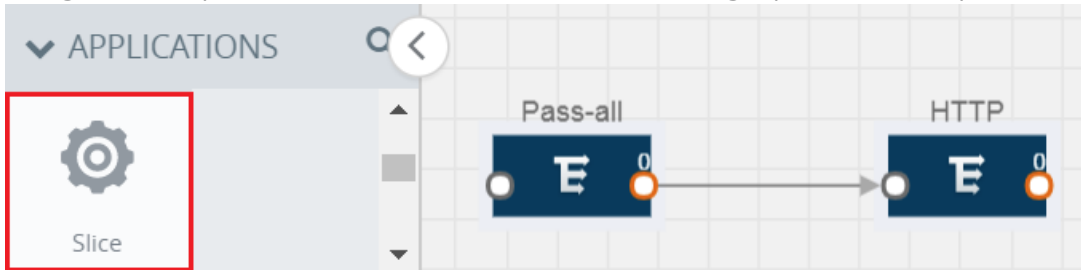 APPLICATIONS
Slice
Pass-all
0
HTTP
0